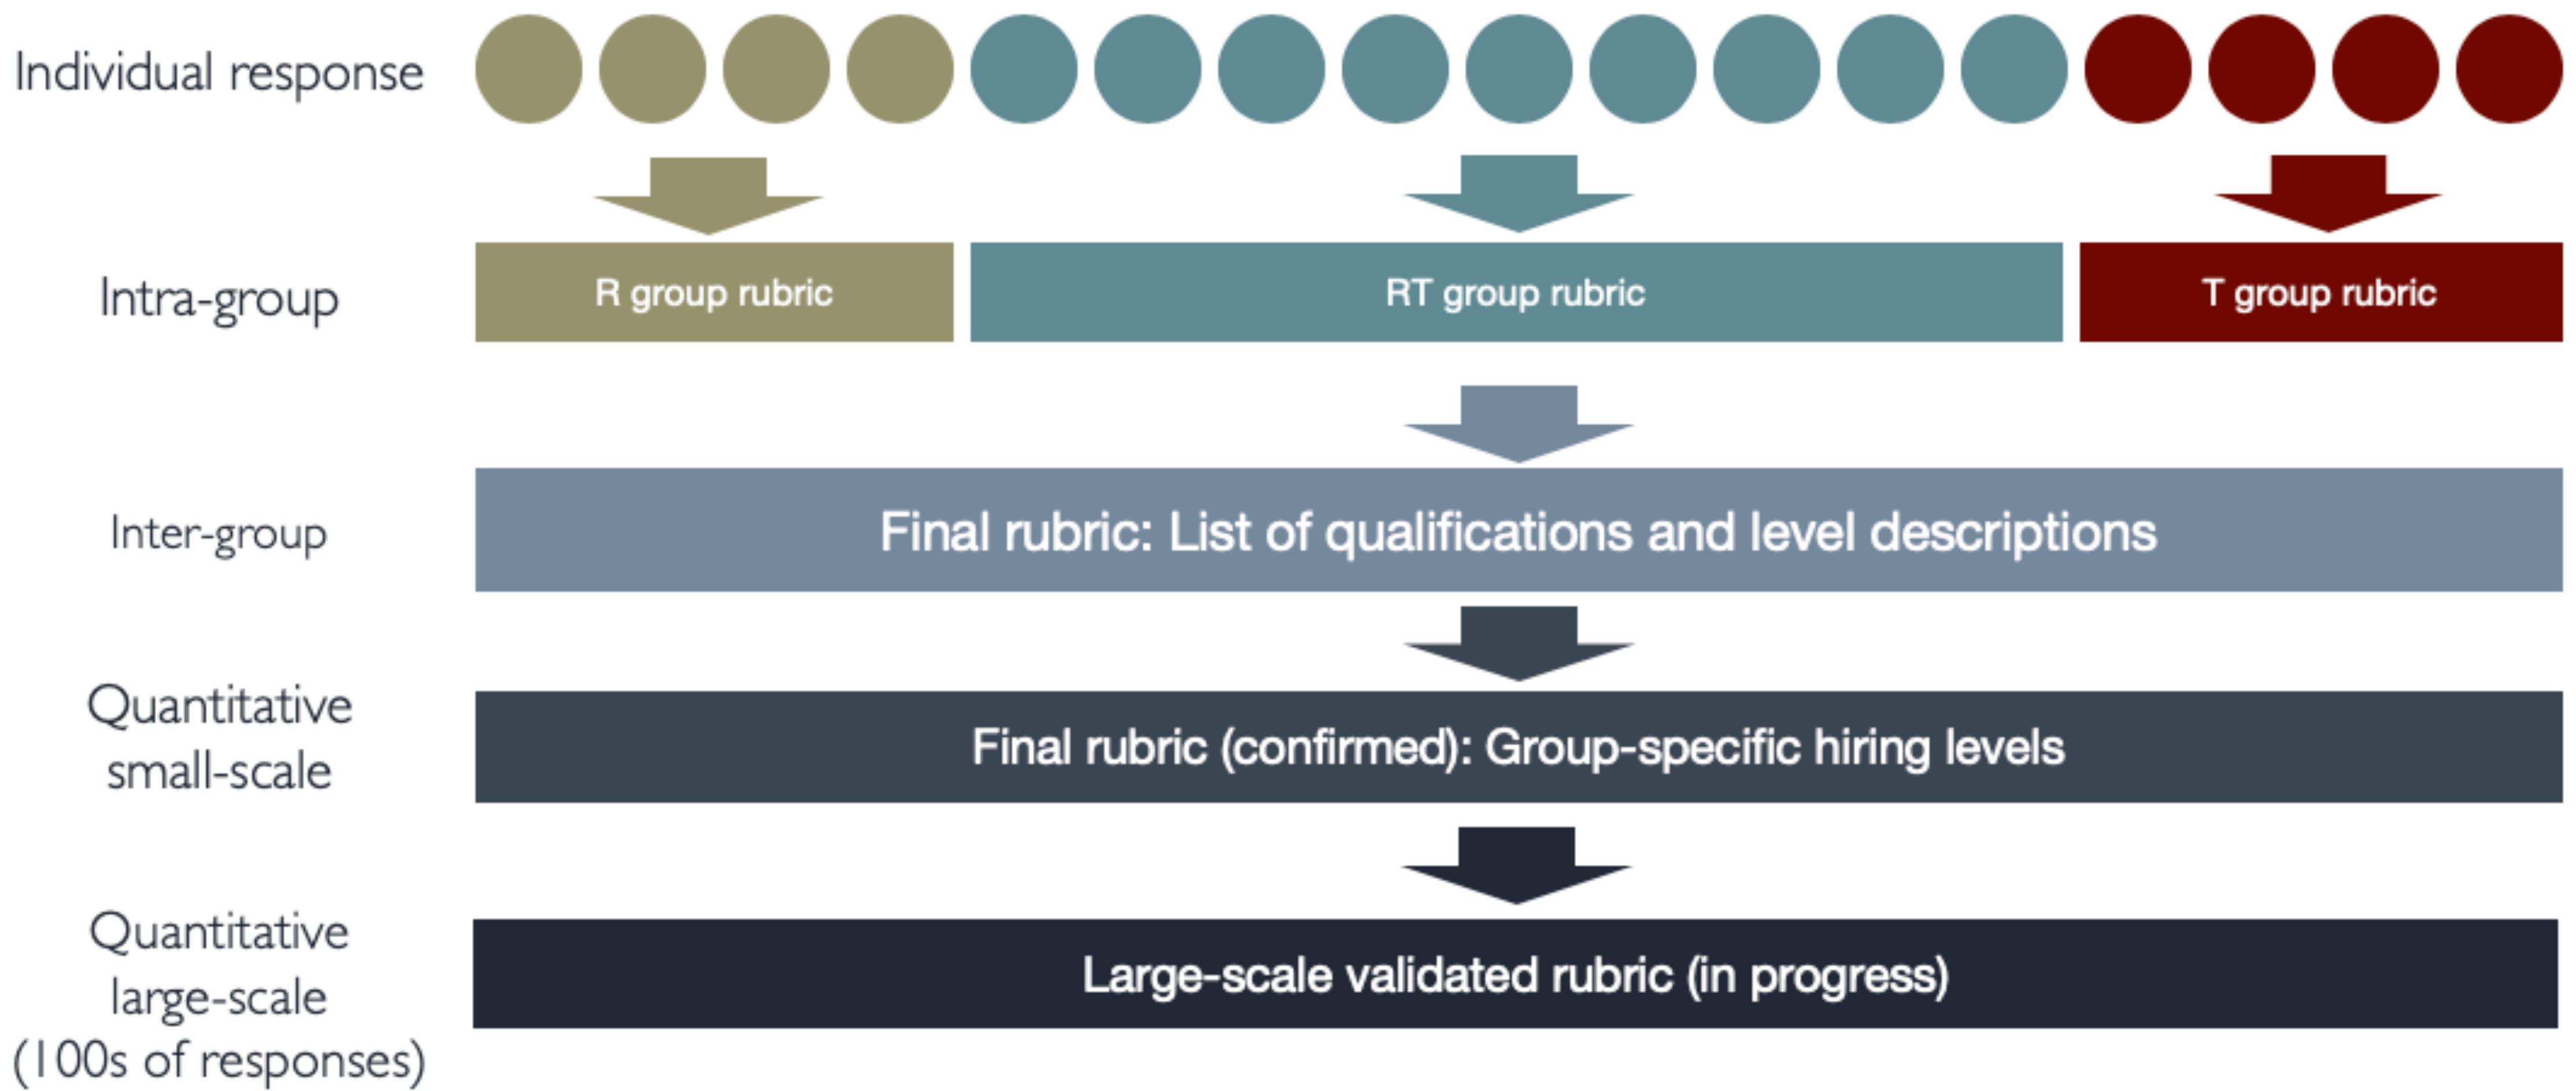 Individual response
Intra-group
R group rubric
RT group rubric
T group rubric
Inter-group
Final rubric: List of qualifications and level descriptions
Quantitative
small-scale
Final rubric (confirmed): Group-specific hiring levels
Quantitative
large-scale
(100s of responses)
Large-scale validated rubric (in progress)